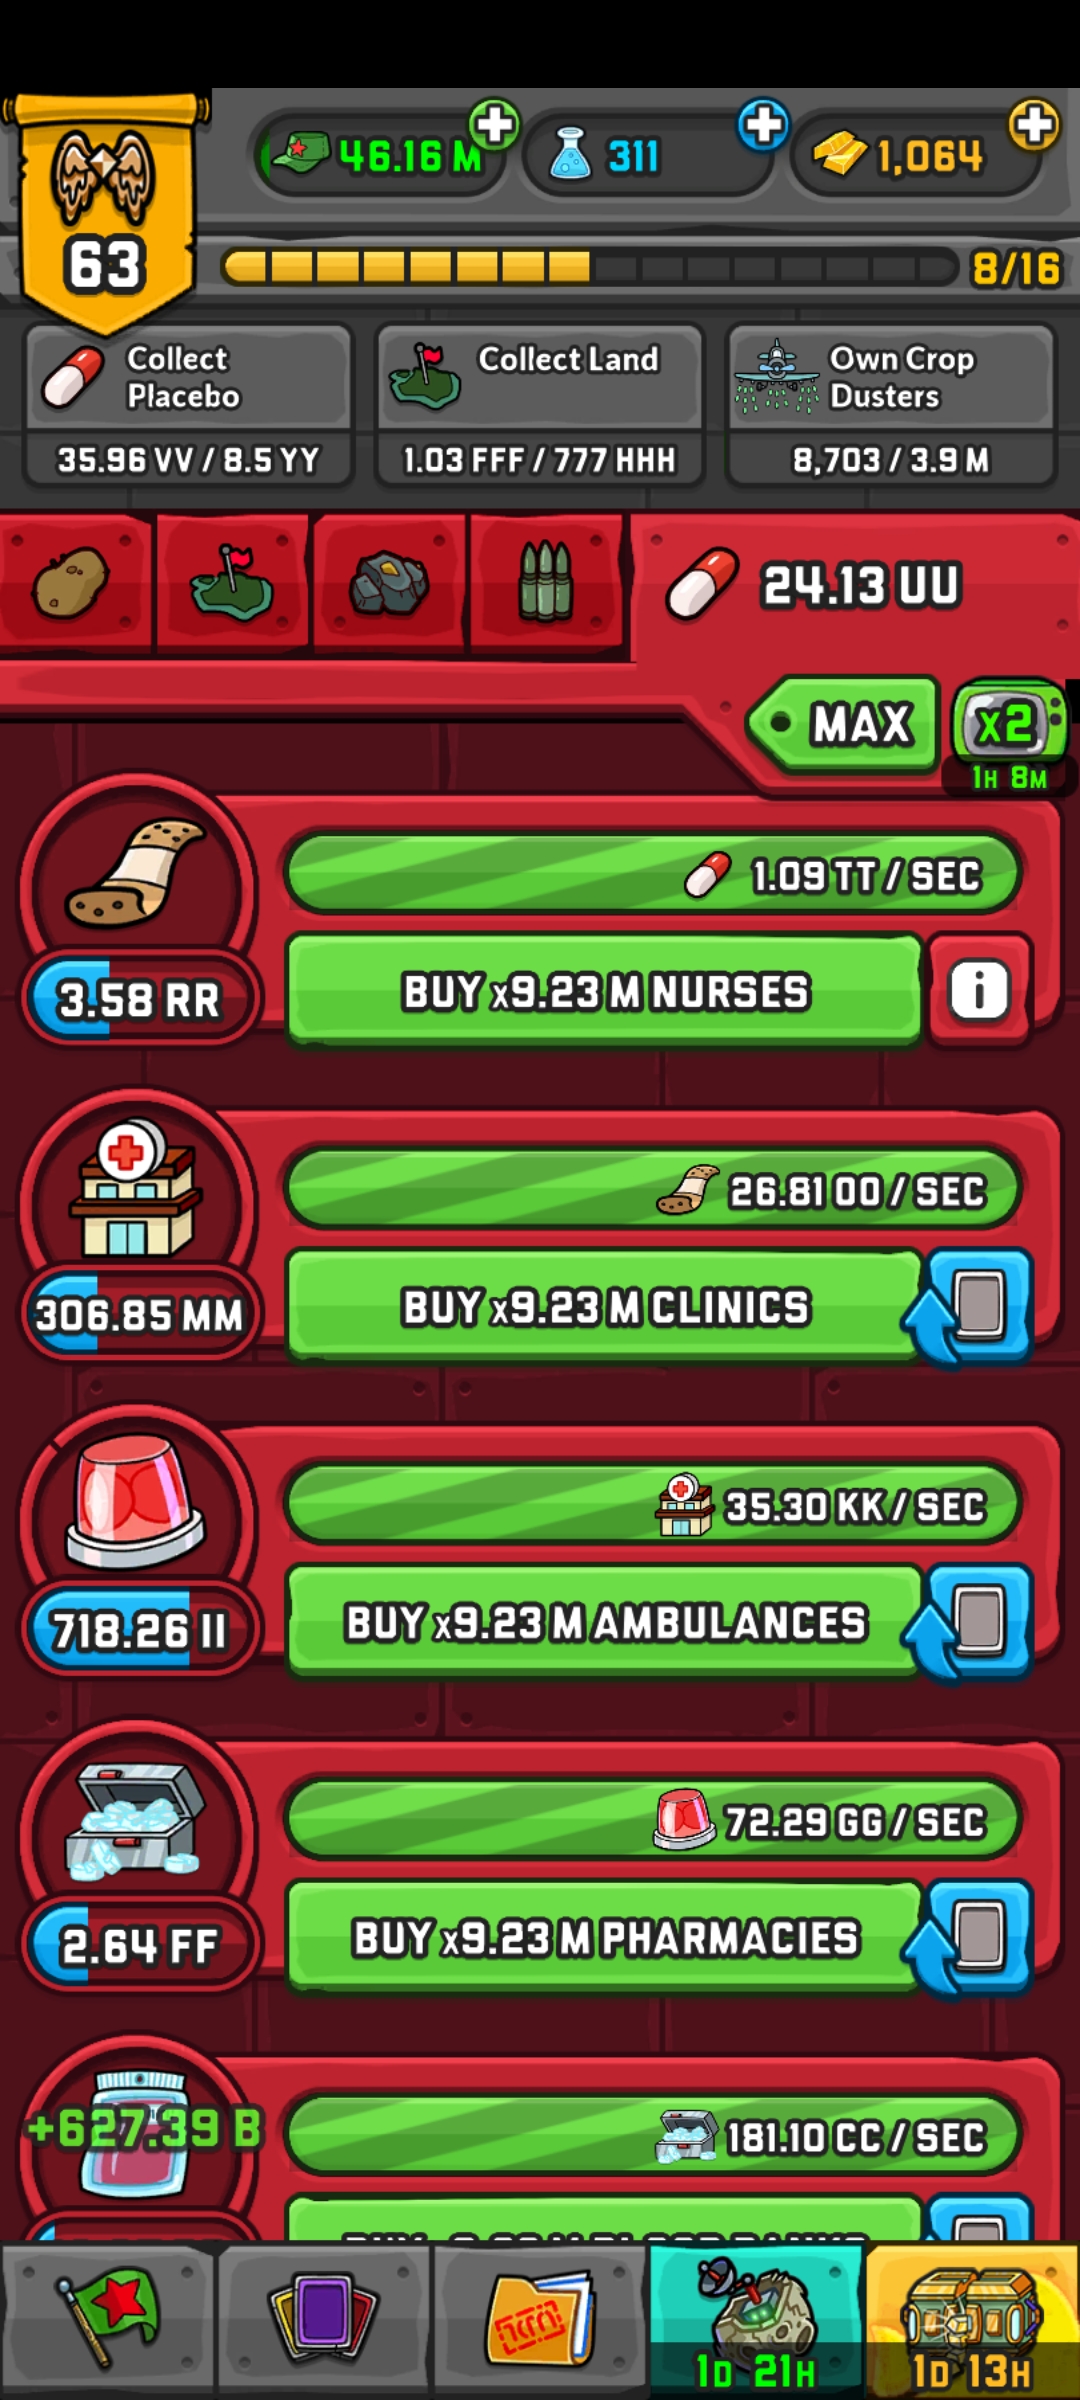 63
46.16 M
311
1,064
8/16
Collect
Placebo
35.96 VV / 8.5 YY
Collect Land
1.03 FFF / 777 HHH
Own Crop
Dusters
8,703 / 3.9 M
24.13 UU
MAX
x2
1H 8M
1.09 TT / SEC
3.58 RR
BUY x9.23 M NURSES
i
26.81 OO / SEC
306.85 MM
BUY x9.23 M CLINICS
35.30 KK / SEC
718.26 II
BUY x9.23 M AMBULANCES
72.29 GG / SEC
2.64 FF
BUY x9.23 M PHARMACIES
+627.39 B
181.10 CC / SEC
1D 21H
1D 13H